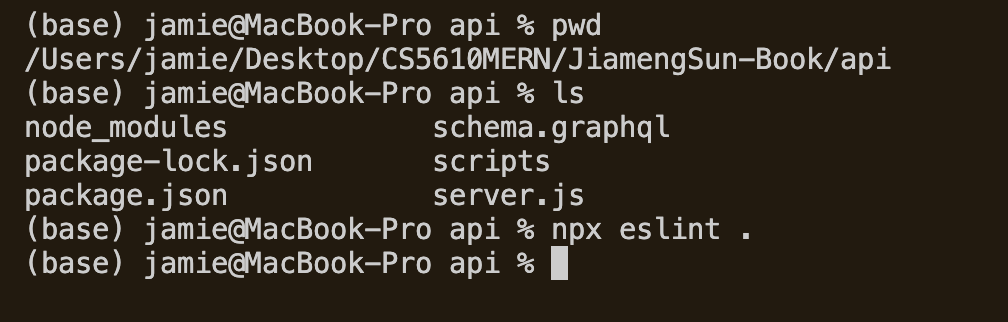 (base) jamie@MacBook-Pro api % pwd
/Users/jamie/Desktop/CS5610MERN/JiamengSun-Book/api
(base) jamie@MacBook-Pro api % ls
node_modules schema.graphql
package-lock.json scripts
package.json server.js
(base) jamie@MacBook-Pro api % npx eslint .
(base) jamie@MacBook-Pro api %